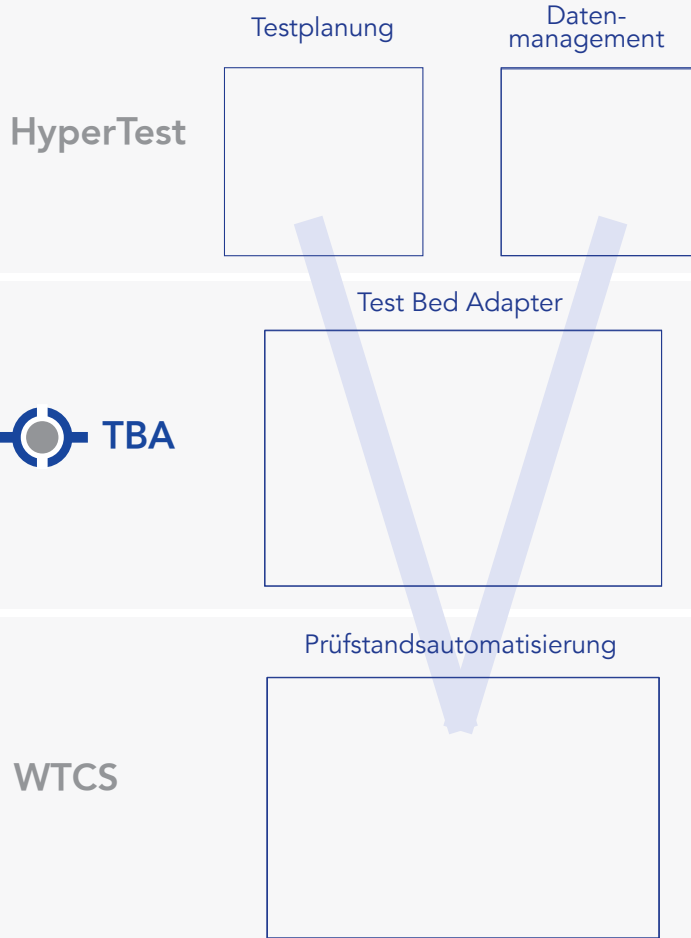 Testplanung
Daten-
management
HyperTest
Test Bed Adapter
TBA
Prüfstandsautomatisierung
WTCS